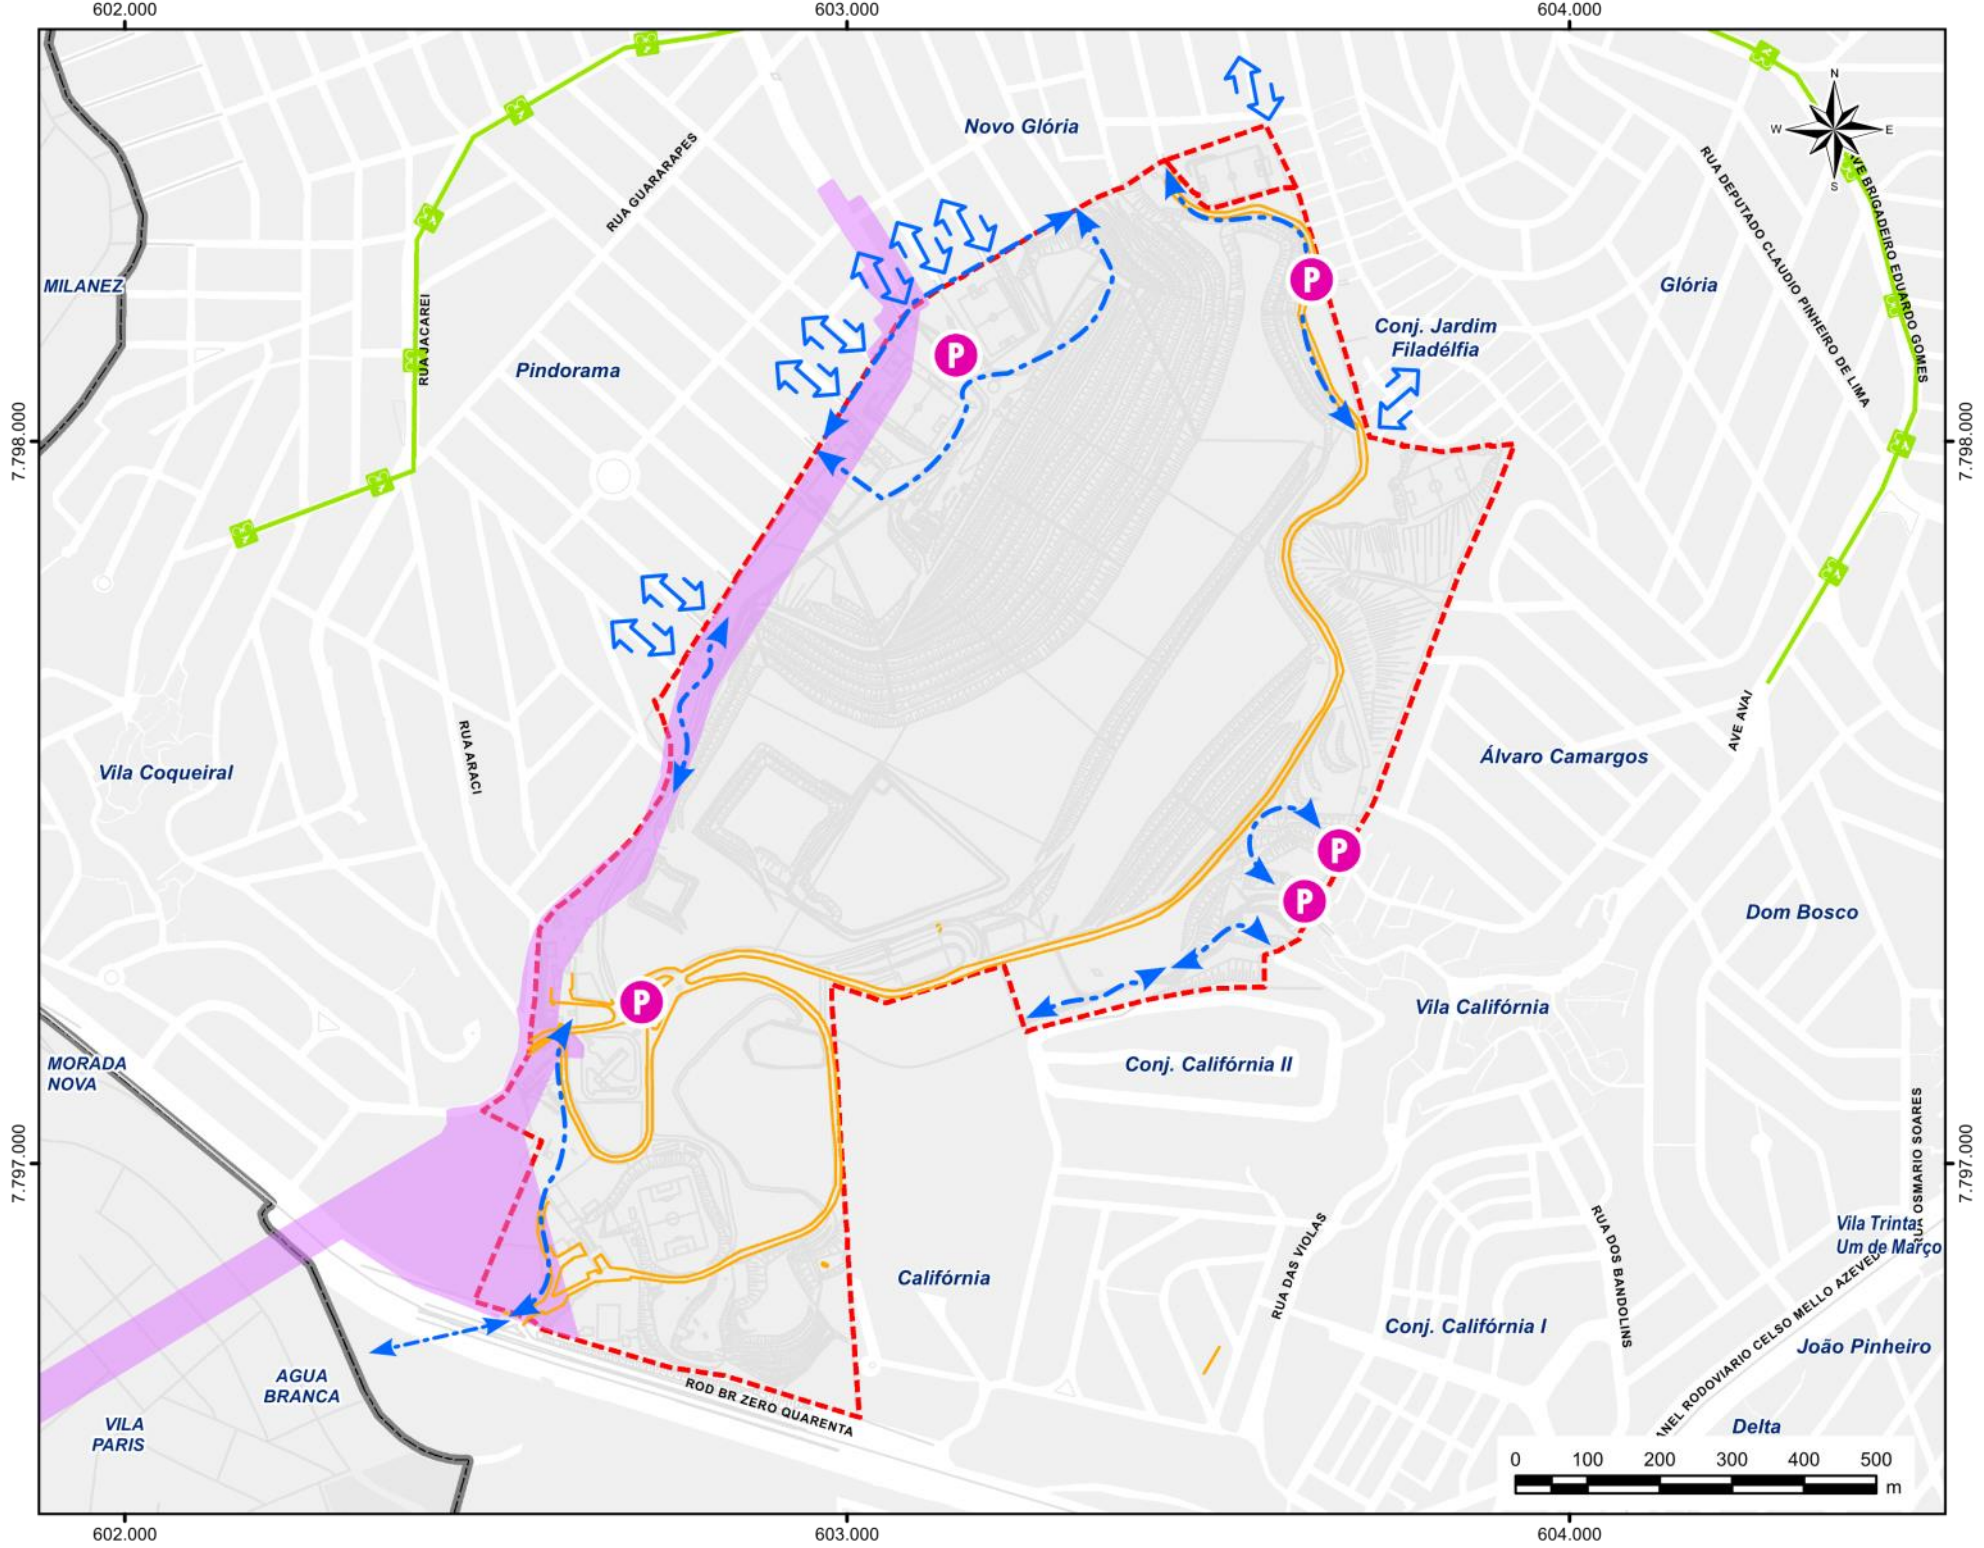 602.000
603.000
604.000
N
W
E
S
Novo Glória
RUA GUARARAPES
RUA DEPUTADO CLAUDIO PINHEIRO DE LIMA
AVE BRIGADEIRO EDUARDO GOMES
MILANEZ
P
Glória
RUA JACAREI
Conj. Jardim
Filadélfia
P
Pindorama
7.798.000
7.798.000
AVE AVAI
RUA ARACI
Vila Coqueiral
Álvaro Camargos
P
P
Dom Bosco
P
Vila Califórnia
MORADA
NOVA
Conj. Califórnia II
RUA OSMARIO SOARES
7.797.000
7.797.000
RUA DAS VIOLAS
RUA DOS BANDOLINS
Vila Trinta
Um de Março
Califórnia
ANEL RODOVIARIO CELSO MELLO AZEVED
Conj. Califórnia I
João Pinheiro
AGUA
BRANCA
ROD BR ZERO QUARENTA
VILA
PARIS
Delta
0 100 200 300 400 500
m
602.000
603.000
604.000